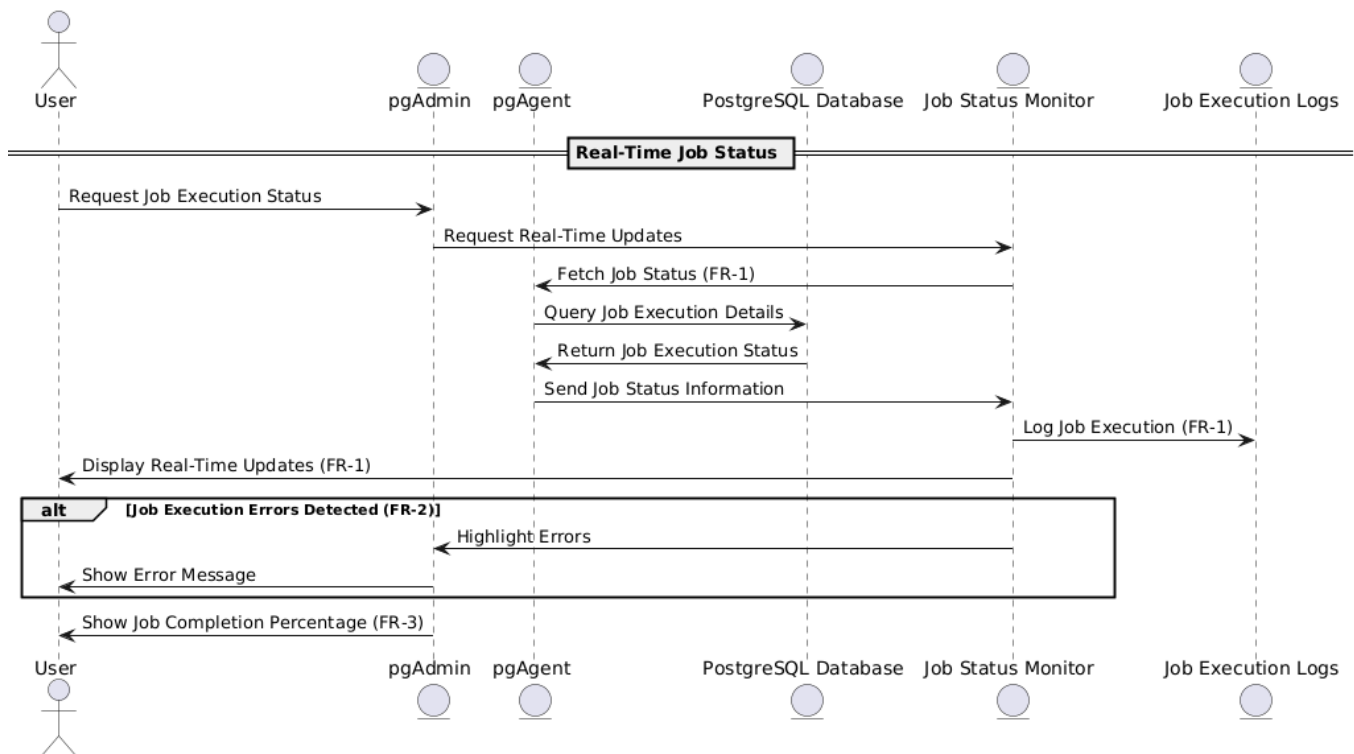 User
pgAdmin
pgAgent
PostgreSQL Database
Job Status Monitor
Job Execution Logs
Real-Time Job Status
Request Job Execution Status
Request Real-Time Updates
Fetch Job Status (FR-1)
Query Job Execution Details
Return Job Execution Status
Send Job Status Information
Log Job Execution (FR-1)
Display Real-Time Updates (FR-1)
alt [Job Execution Errors Detected (FR-2)]
Highlight Errors
Show Error Message
Show Job Completion Percentage (FR-3)
User
pgAdmin
pgAgent
PostgreSQL Database
Job Status Monitor
Job Execution Logs